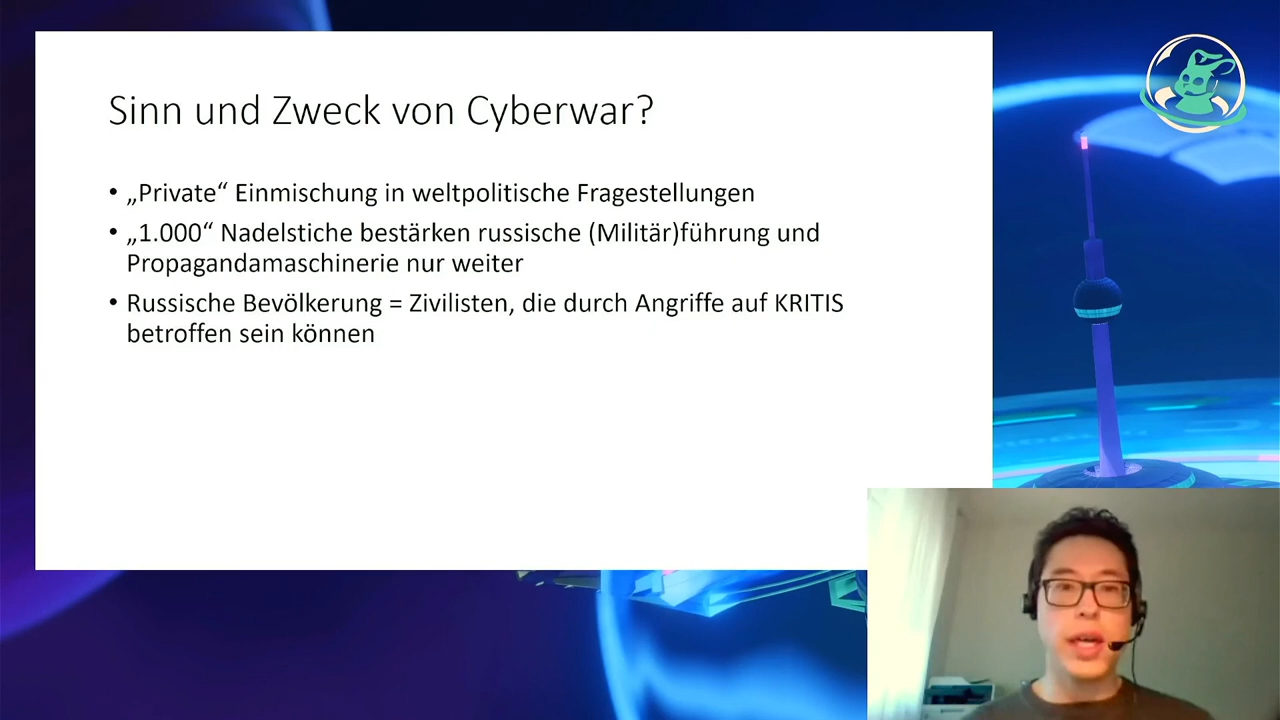 Sinn und Zweck von Cyberwar?
• „Private“ Einmischung in weltpolitische Fragestellungen
• „1.000“ Nadelstiche bestärken russische (Militär)führung und
Propagandamaschinerie nur weiter
• Russische Bevölkerung = Zivilisten, die durch Angriffe auf KRITIS
betroffen sein können